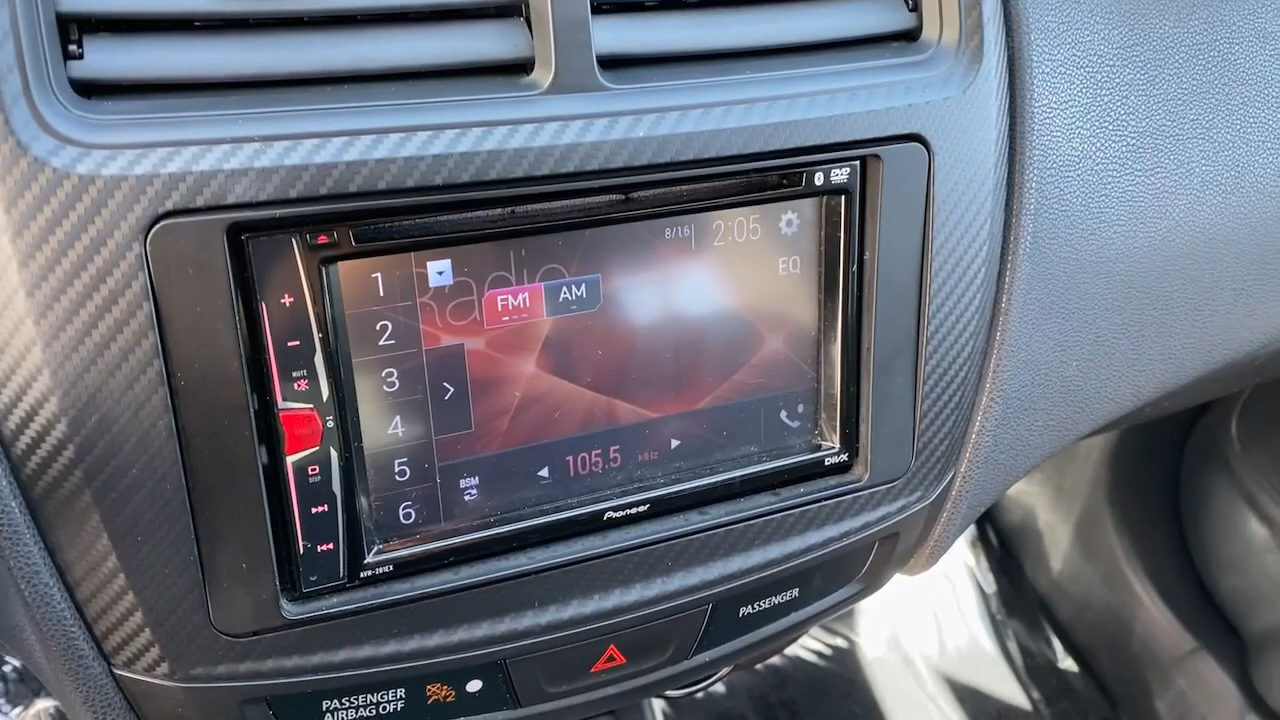 DVD
8/16
2:05
EQ
Radio
FM1
AM
1
2
3
4
5
6
MUTE
DISP
BSM
105.5
MHz
DIVX
Pioneer
AVH-201EX
PASSENGER
PASSENGER
AIRBAG OFF
2